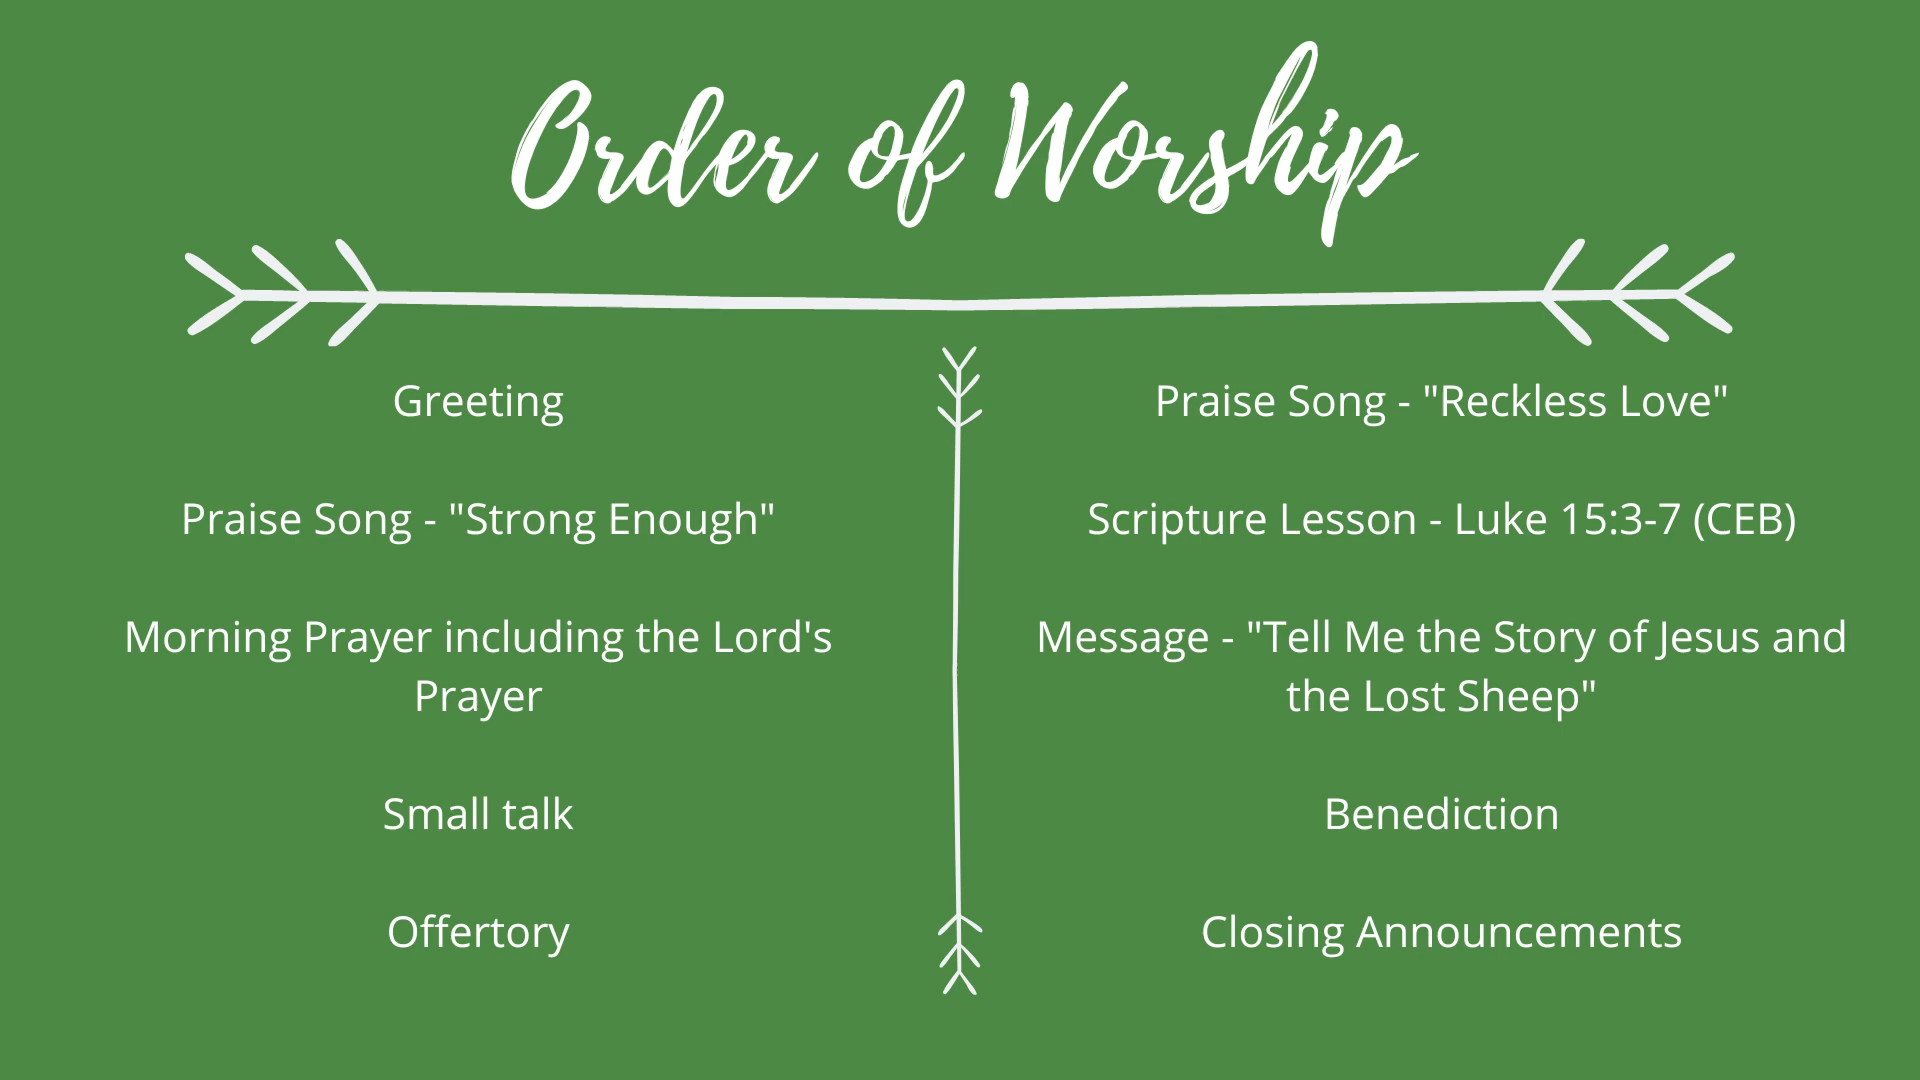 Order of Worship
Greeting
Praise Song - "Strong Enough"
Morning Prayer including the Lord's
Prayer
Small talk
Offertory
Praise Song - "Reckless Love"
Scripture Lesson - Luke 15:3-7 (CEB)
Message - "Tell Me the Story of Jesus and
the Lost Sheep"
Benediction
Closing Announcements